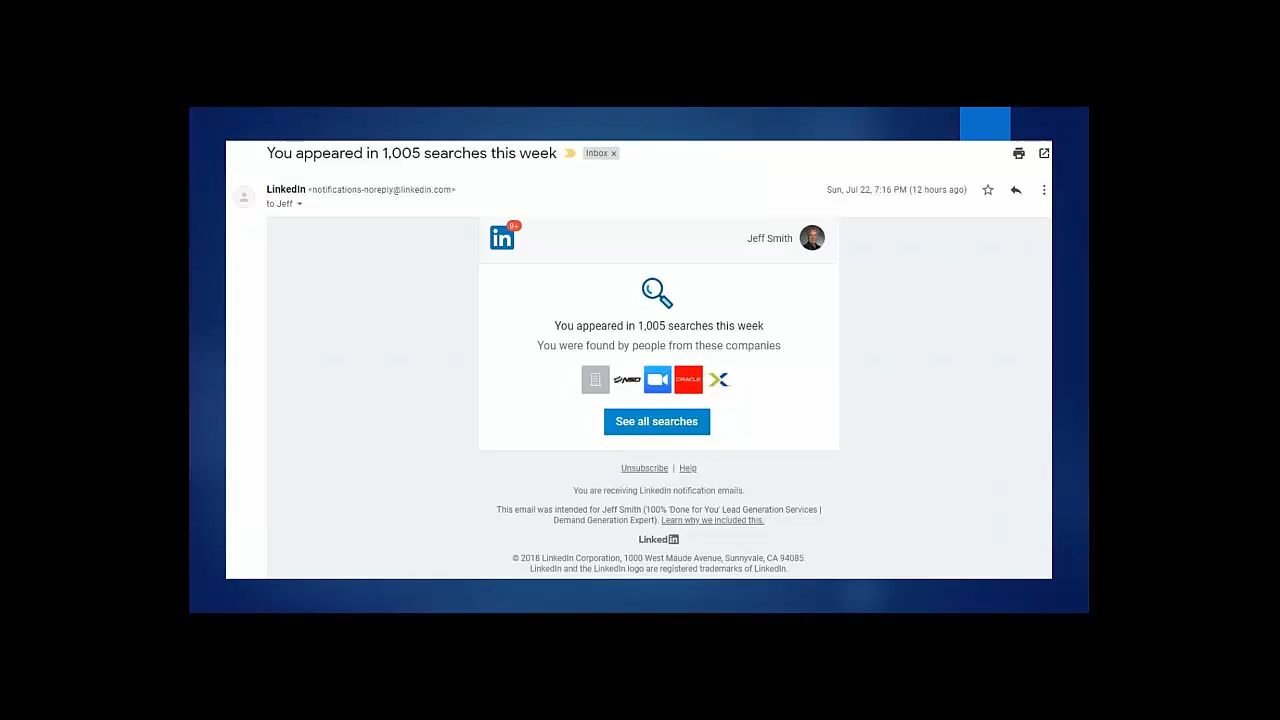 You appeared in 1,005 searches this week Inbox x
LinkedIn <notifications-noreply@linkedin.com> Sun, Jul 22, 7:16 PM (12 hours ago)
to Jeff
in 9+ Jeff Smith
You appeared in 1,005 searches this week
You were found by people from these companies
NSD ORACLE
See all searches
Unsubscribe | Help
You are receiving LinkedIn notification emails.
This email was intended for Jeff Smith (100% 'Done for You' Lead Generation Services |
Demand Generation Expert). Learn why we included this.
Linked in
© 2018 LinkedIn Corporation, 1000 West Maude Avenue, Sunnyvale, CA 94085.
LinkedIn and the LinkedIn logo are registered trademarks of LinkedIn.